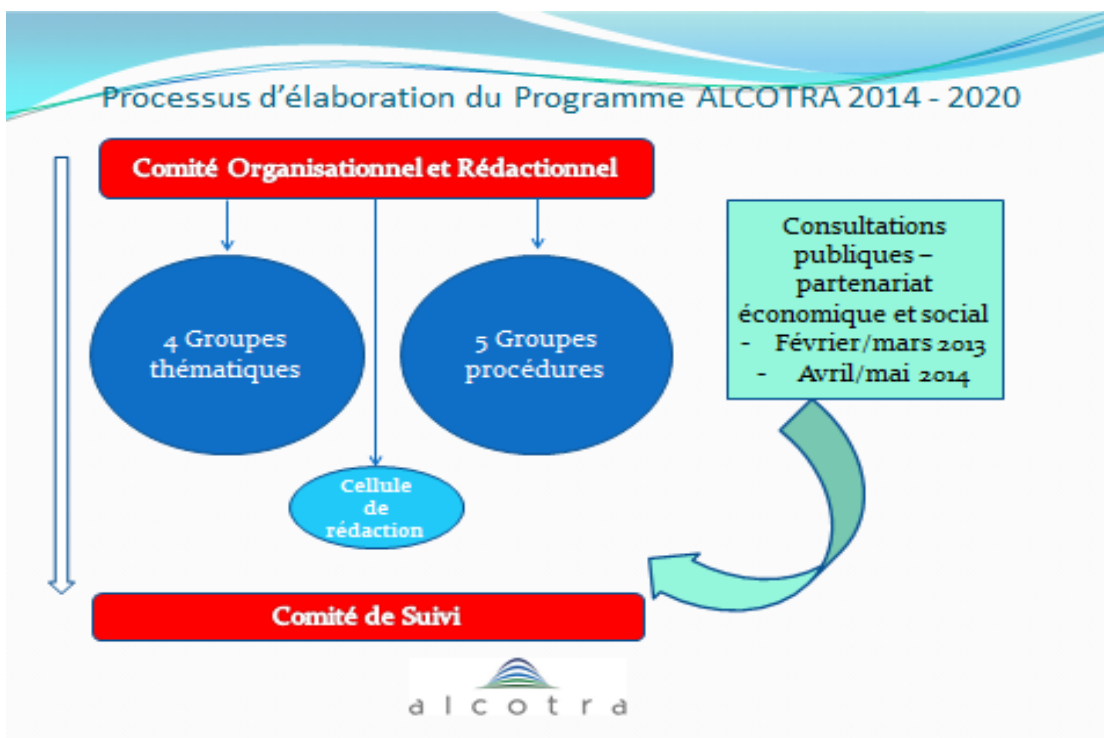 Processus d'élaboration du Programme ALCOTRA 2014 - 2020
Comité Organisationnel et Rédactionnel
4 Groupes
thématiques
5 Groupes
procédures
Cellule
de
rédaction
Consultations
publiques –
partenariat
économique et social
- Février/mars 2013
- Avril/mai 2014
Comité de Suivi
alcotra